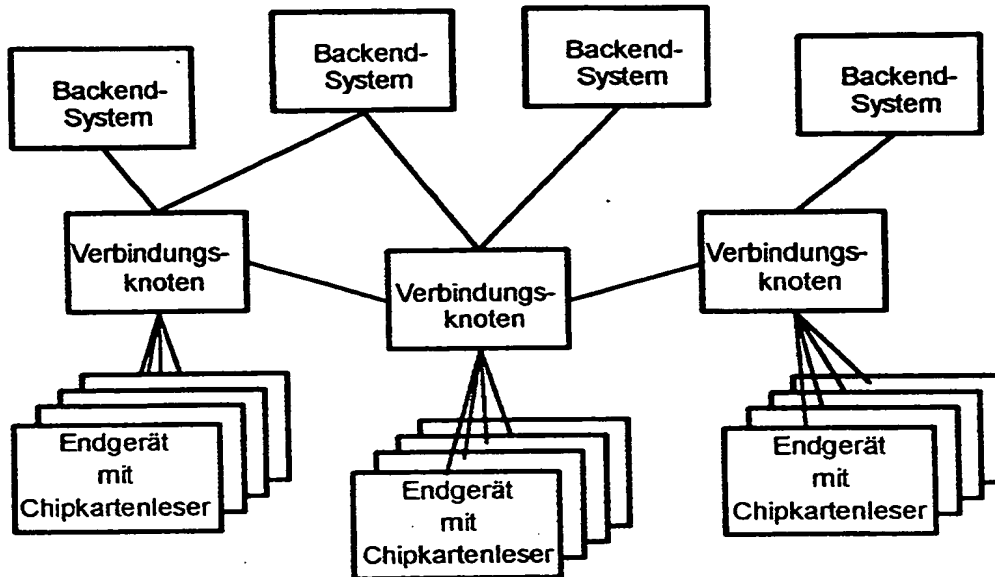 Backend-
System
Backend-
System
Backend-
System
Backend-
System
Verbindungs-
knoten
Verbindungs-
knoten
Verbindungs-
knoten
Endgerät
mit
Chipkartenleser
Endgerät
mit
Chipkartenleser
Endgerät
mit
Chipkartenleser